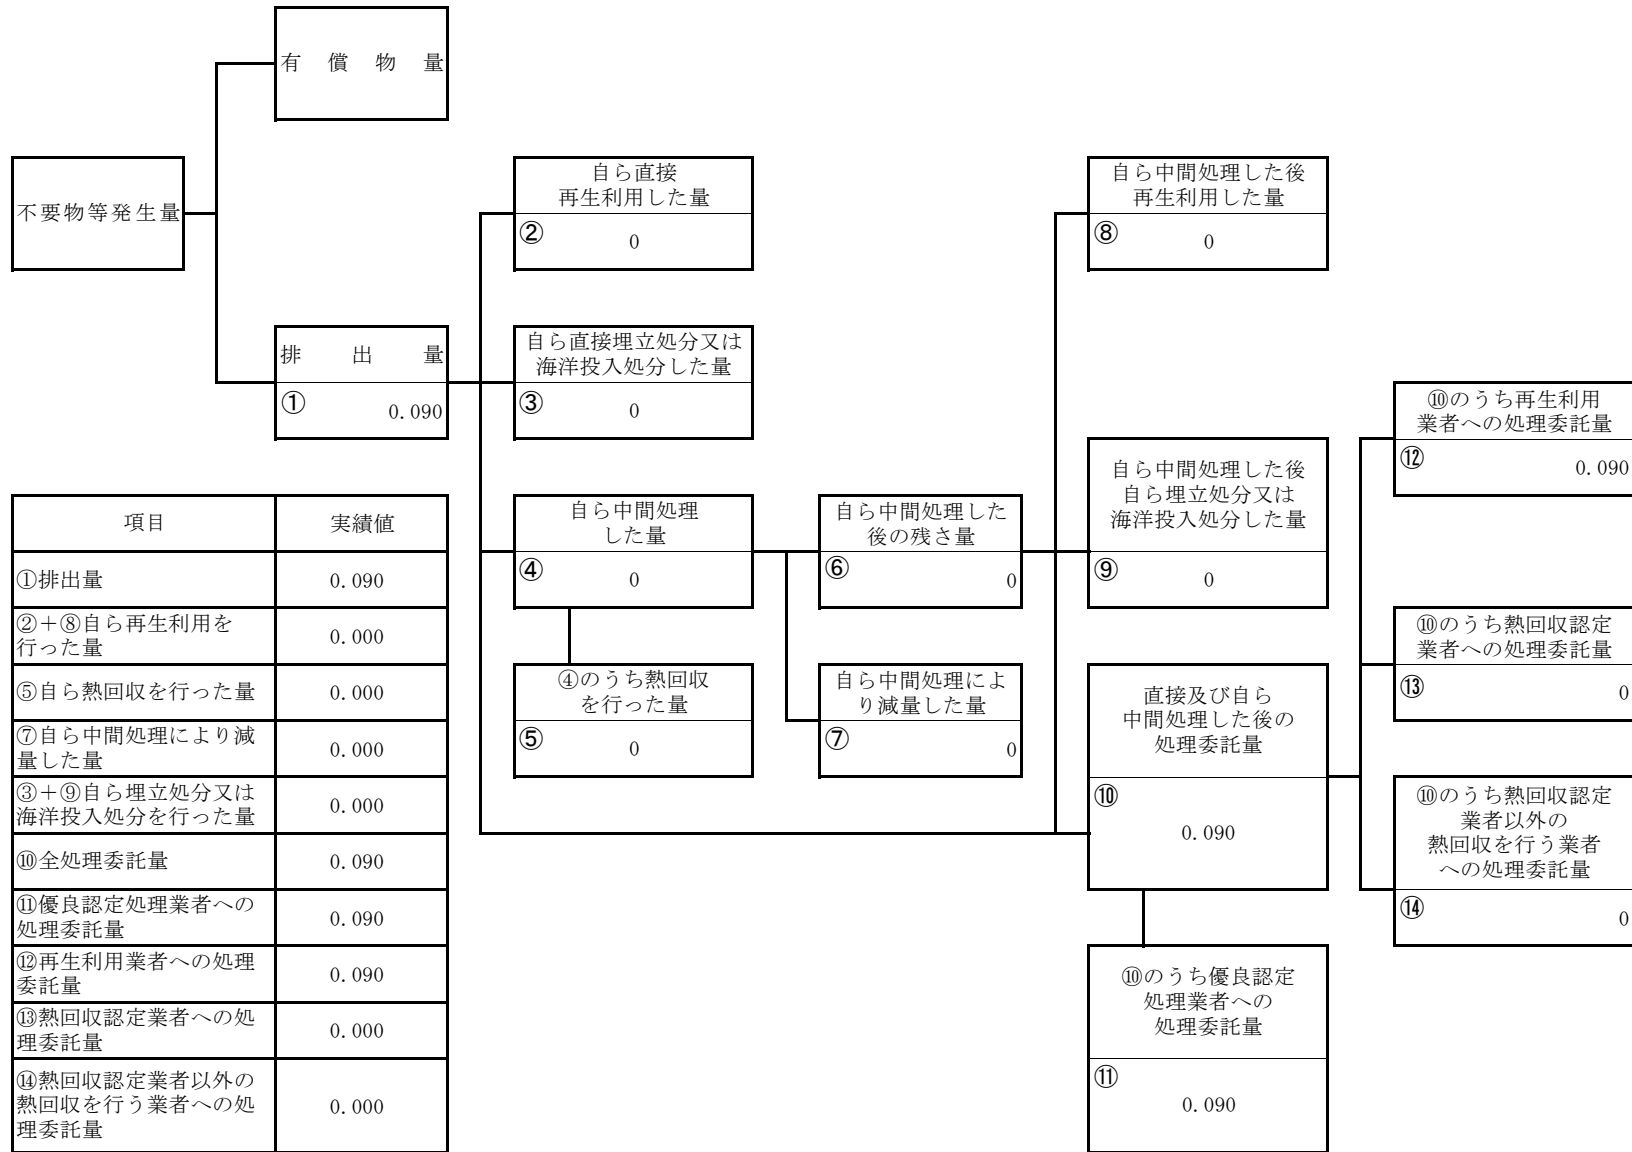 有償物量
不要物等発生量
排出量
① 0.090
自ら直接
再生利用した量
② 0
自ら直接埋立処分又は
海洋投入処分した量
③ 0
自ら中間処理
した量
④ 0
④のうち熱回収
を行った量
⑤ 0
自ら中間処理した
後の残さ量
⑥ 0
自ら中間処理によ
り減量した量
⑦ 0
自ら中間処理した後
再生利用した量
⑧ 0
自ら中間処理した後
自ら埋立処分又は
海洋投入処分した量
⑨ 0
直接及び自ら
中間処理した後の
処理委託量
⑩
0.090
⑩のうち優良認定
処理業者への
処理委託量
⑪
0.090
⑩のうち再生利用
業者への処理委託量
⑫ 0.090
⑩のうち熱回収認定
業者への処理委託量
⑬ 0
⑩のうち熱回収認定
業者以外の
熱回収を行う業者
への処理委託量
⑭ 0
項目 実績値
①排出量 0.090
②+⑧自ら再生利用を
行った量 0.000
⑤自ら熱回収を行った量 0.000
⑦自ら中間処理により減
量した量 0.000
③+⑨自ら埋立処分又は
海洋投入処分を行った量 0.000
⑩全処理委託量 0.090
⑪優良認定処理業者への
処理委託量 0.090
⑫再生利用業者への処理
委託量 0.090
⑬熱回収認定業者への処
理委託量 0.000
⑭熱回収認定業者以外の
熱回収を行う業者への処
理委託量 0.000